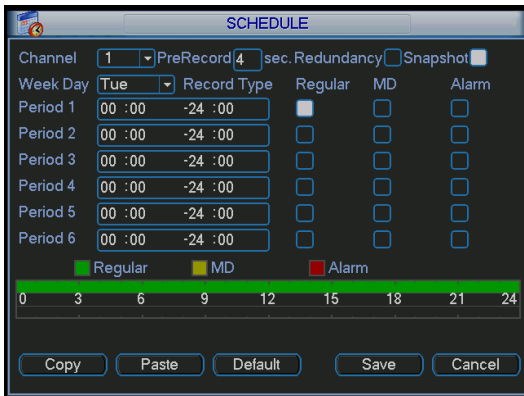 SCHEDULE
Channel 1 PreRecord 4 sec. Redundancy Snapshot
Week Day Tue Record Type Regular MD Alarm
Period 1 00 :00 -24 :00
Period 2 00 :00 -24 :00
Period 3 00 :00 -24 :00
Period 4 00 :00 -24 :00
Period 5 00 :00 -24 :00
Period 6 00 :00 -24 :00
Regular MD Alarm
0 3 6 9 12 15 18 21 24
Copy Paste Default Save Cancel